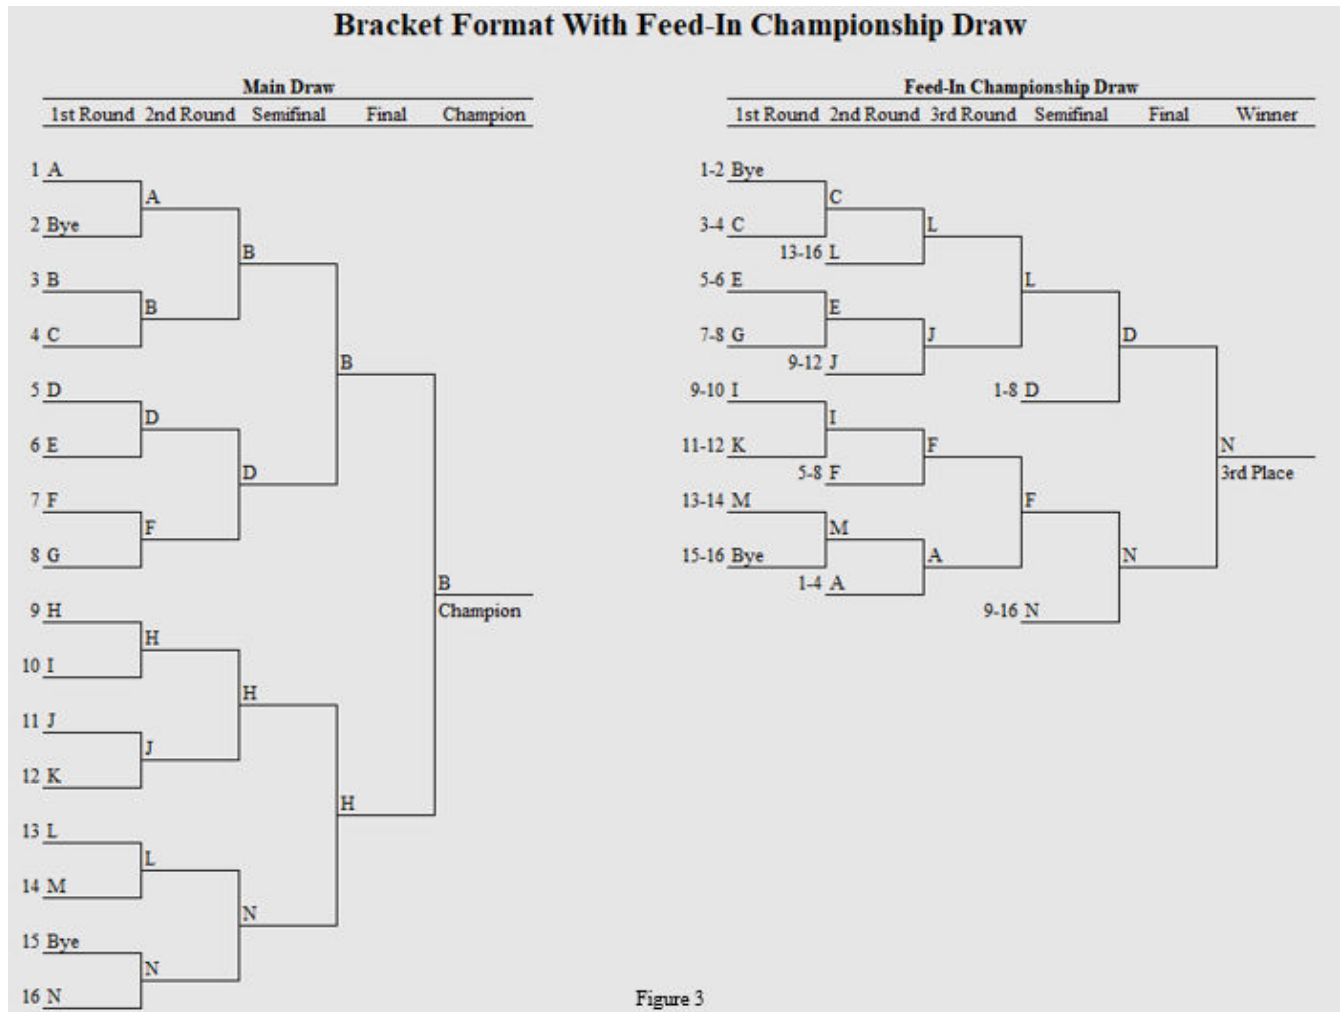 Bracket Format With Feed-In Championship Draw
Main Draw
1st Round 2nd Round Semifinal Final Champion
1 A
A
2 Bye
B
3 B
B
4 C
B
5 D
D
6 E
D
7 F
F
8 G
B
Champion
9 H
H
10 I
H
11 J
J
12 K
H
13 L
L
14 M
N
15 Bye
N
16 N
Feed-In Championship Draw
1st Round 2nd Round 3rd Round Semifinal Final Winner
1-2 Bye
C
3-4 C
L
13-16 L
5-6 E
L
E
7-8 G
J
D
9-12 J
9-10 I
1-8 D
I
11-12 K
F
N
5-8 F
3rd Place
13-14 M
F
M
15-16 Bye
A
N
1-4 A
9-16 N
Figure 3